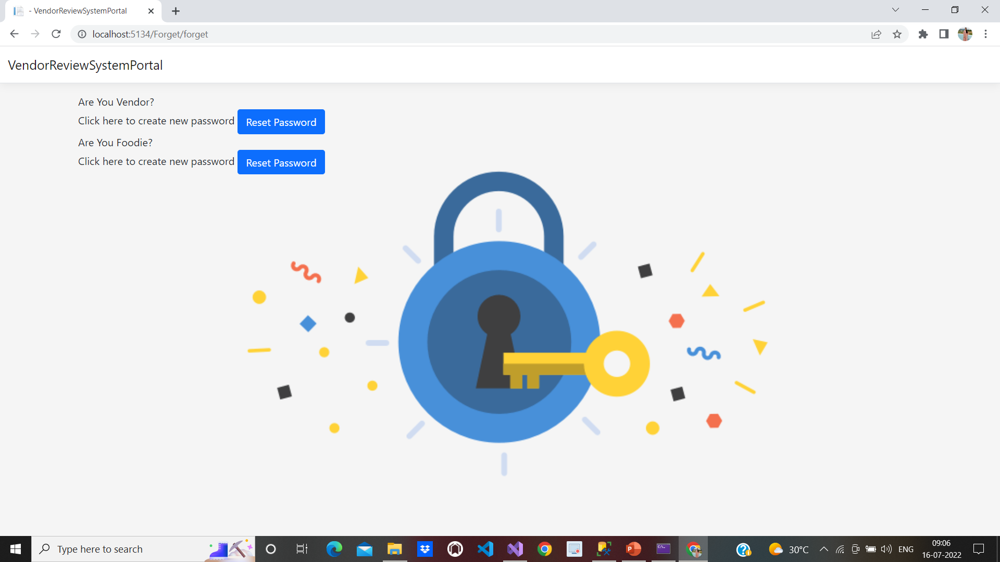 - VendorReviewSystemPortal
localhost:5134/Forget/forget
VendorReviewSystemPortal
Are You Vendor?
Click here to create new password Reset Password
Are You Foodie?
Click here to create new password Reset Password
Type here to search
30°C
ENG
09:06
16-07-2022